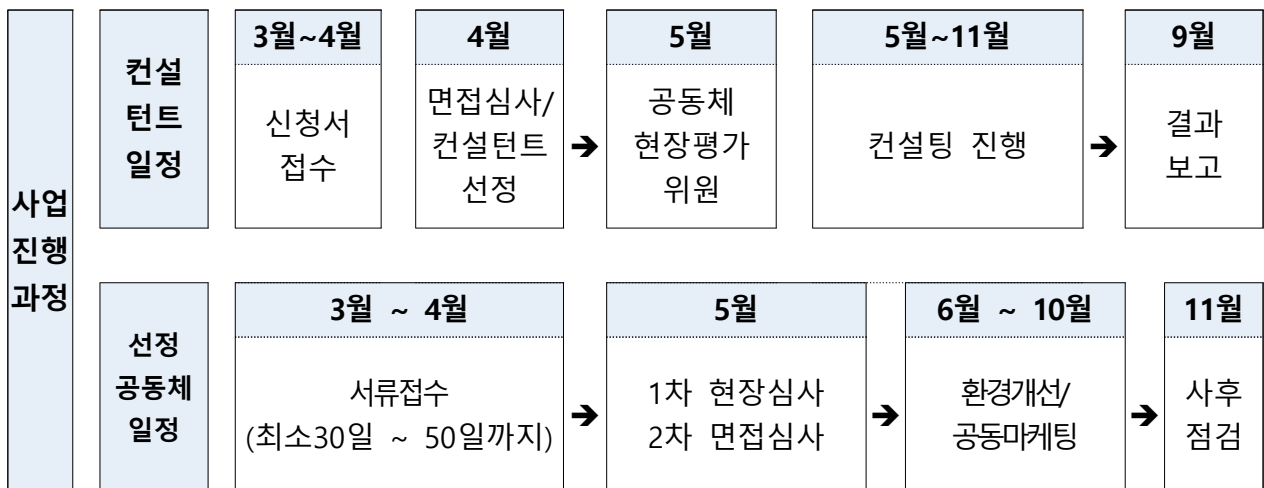 사업
진행
과정
컨설
턴트
일정
3월~4월
신청서
접수
4월
면접심사/
컨설턴트
선정
➔
5월
공동체
현장평가
위원
5월~11월
컨설팅 진행
➔
9월
결과
보고
선정
공동체
일정
3월 ~ 4월
서류접수
(최소30일 ~ 50일까지)
➔
5월
1차 현장심사
2차 면접심사
➔
6월 ~ 10월
환경개선/
공동마케팅
➔
11월
사후
점검